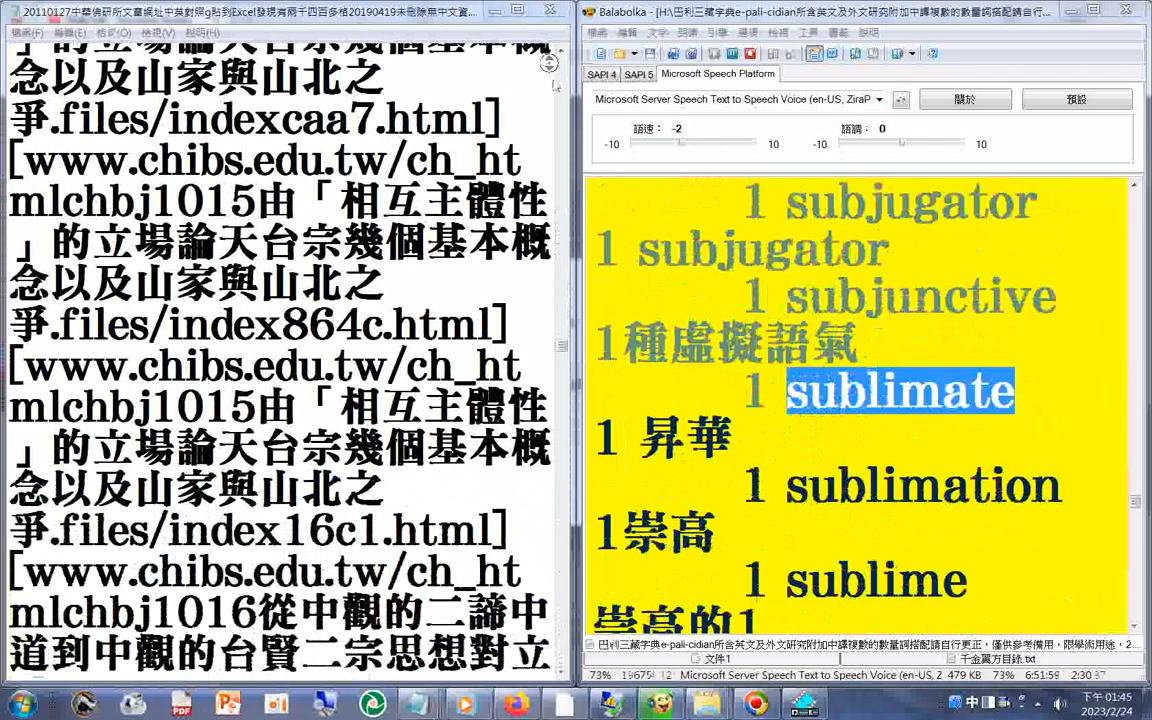 20110127中華佛研所文章網址中英對照g貼到Excel發現有兩千四百多格20190419未刪除無中文資...
檔案(F) 編輯(E) 格式(O) 檢視(V) 說明(H)
」的立場論天台宗幾個基本概
念以及山家與山北之
爭.files/indexcaa7.html]
[www.chibs.edu.tw/ch_ht
mlchbj1015由「相互主體性
」的立場論天台宗幾個基本概
念以及山家與山北之
爭.files/index864c.html]
[www.chibs.edu.tw/ch_ht
mlchbj1015由「相互主體性
」的立場論天台宗幾個基本概
念以及山家與山北之
爭.files/index16c1.html]
[www.chibs.edu.tw/ch_ht
mlchbj1016從中觀的二諦中
道到中觀的台賢二宗思想對立
Balabolka - [H:\巴利三藏字典e-pali-cidian所含英文及外文研究附加中譯複數的數量詞搭配請自行...
檔案 編輯 文字 朗讀 引擎 選項 檢視 工具 書籤 說明
SAPI 4 SAPI 5 Microsoft Speech Platform
Microsoft Server Speech Text to Speech Voice (en-US, ZiraP
關於 預設
語速： -2 語調： 0
-10 10 -10 10
1 subjugator
1 subjugator
1 subjunctive
1種虛擬語氣
1 sublimate
1 昇華
1 sublimation
1崇高
1 sublime
崇高的1
巴利三藏字典e-pali-cidian所含英文及外文研究附加中譯複數的數量詞搭配請自行更正，僅供參考備用，限學術用途，2...
文件1 千金翼方目錄.txt
73% Microsoft Server Speech Text to Speech Voice (en-US, Z 479 KB 6:51:59 2:30
中
下午 01:45
2023/2/24